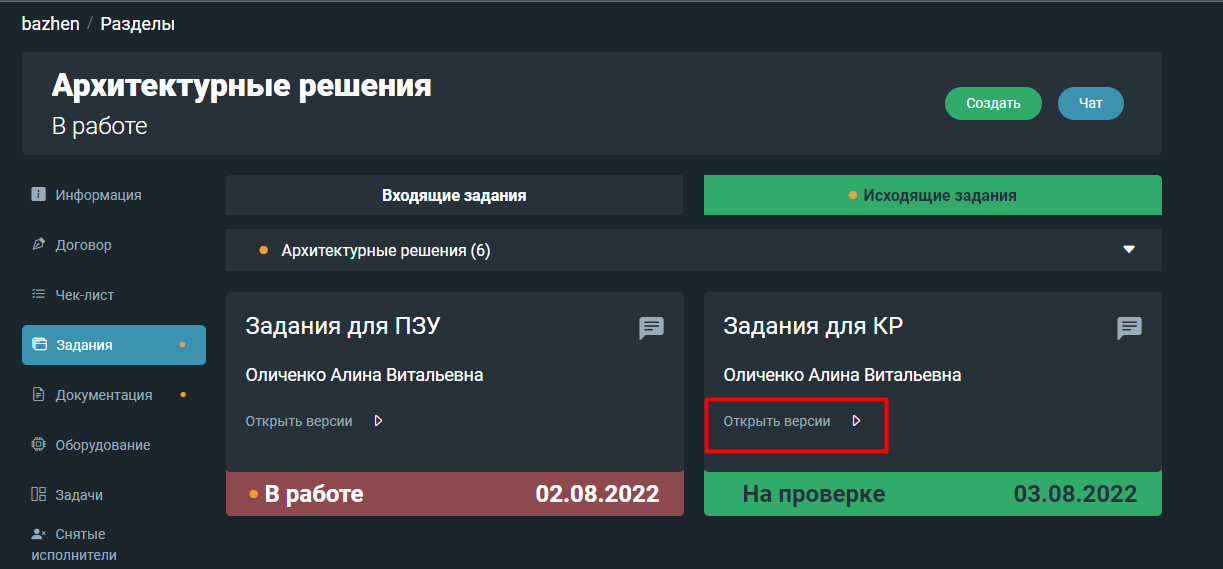 bazhen / Разделы
Архитектурные решения
В работе
Создать
Чат
Информация
Договор
Чек-лист
Задания
Документация
Оборудование
Задачи
Снятые
исполнители
Входящие задания
Исходящие задания
Архитектурные решения (6)
Задания для ПЗУ
Оличенко Алина Витальевна
Открыть версии
В работе 02.08.2022
Задания для КР
Оличенко Алина Витальевна
Открыть версии
На проверке 03.08.2022